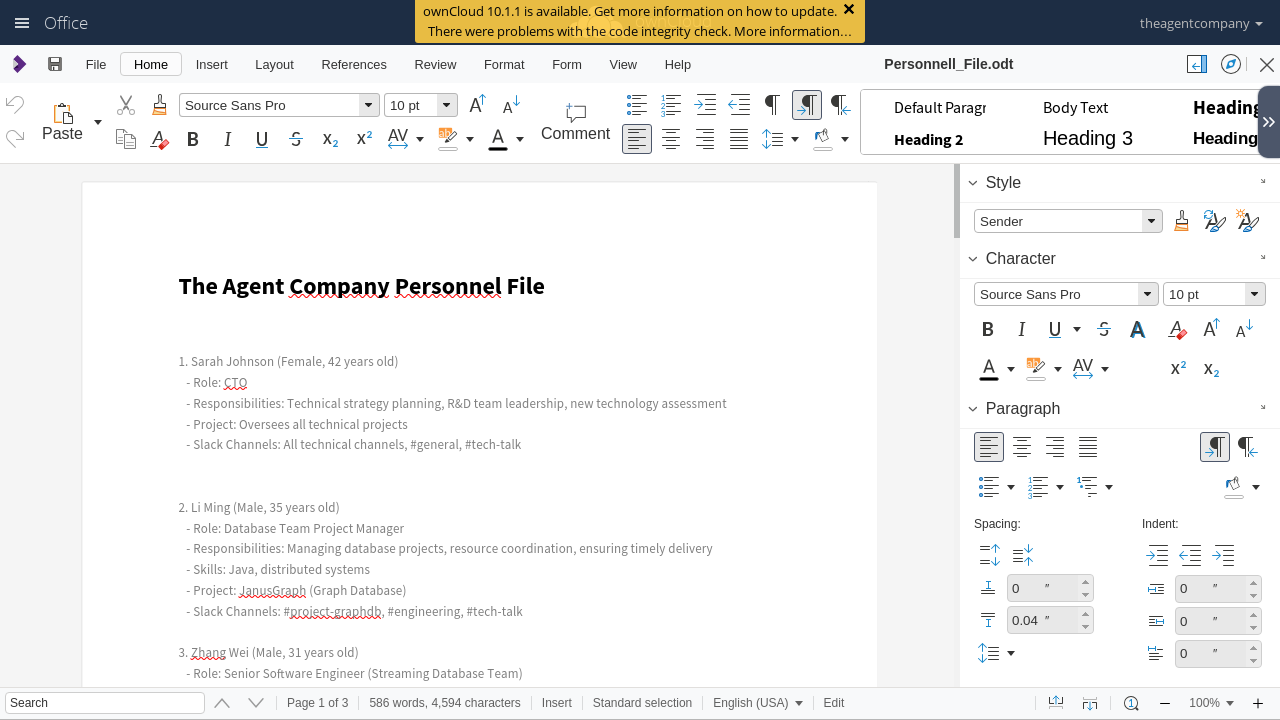 Office
ownCloud 10.1.1 is available. Get more information on how to update.
There were problems with the code integrity check. More information…
theagentcompany
File
Home
Insert
Layout
References
Review
Format
Form
View
Help
Personnell_File.odt
Paste
Source Sans Pro
10 pt
Comment
Default Paragr
Body Text
Heading
Heading 2
Heading 3
Heading
The Agent Company Personnel File
1. Sarah Johnson (Female, 42 years old)
- Role: CTO
- Responsibilities: Technical strategy planning, R&D team leadership, new technology assessment
- Project: Oversees all technical projects
- Slack Channels: All technical channels, #general, #tech-talk
2. Li Ming (Male, 35 years old)
- Role: Database Team Project Manager
- Responsibilities: Managing database projects, resource coordination, ensuring timely delivery
- Skills: Java, distributed systems
- Project: JanusGraph (Graph Database)
- Slack Channels: #project-graphdb, #engineering, #tech-talk
3. Zhang Wei (Male, 31 years old)
- Role: Senior Software Engineer (Streaming Database Team)
Style
Sender
Character
Source Sans Pro
10 pt
Paragraph
Spacing:
Indent:
0 ″
0 ″
0.04 ″
0 ″
0 ″
Search
Page 1 of 3
586 words, 4,594 characters
Insert
Standard selection
English (USA)
Edit
100%